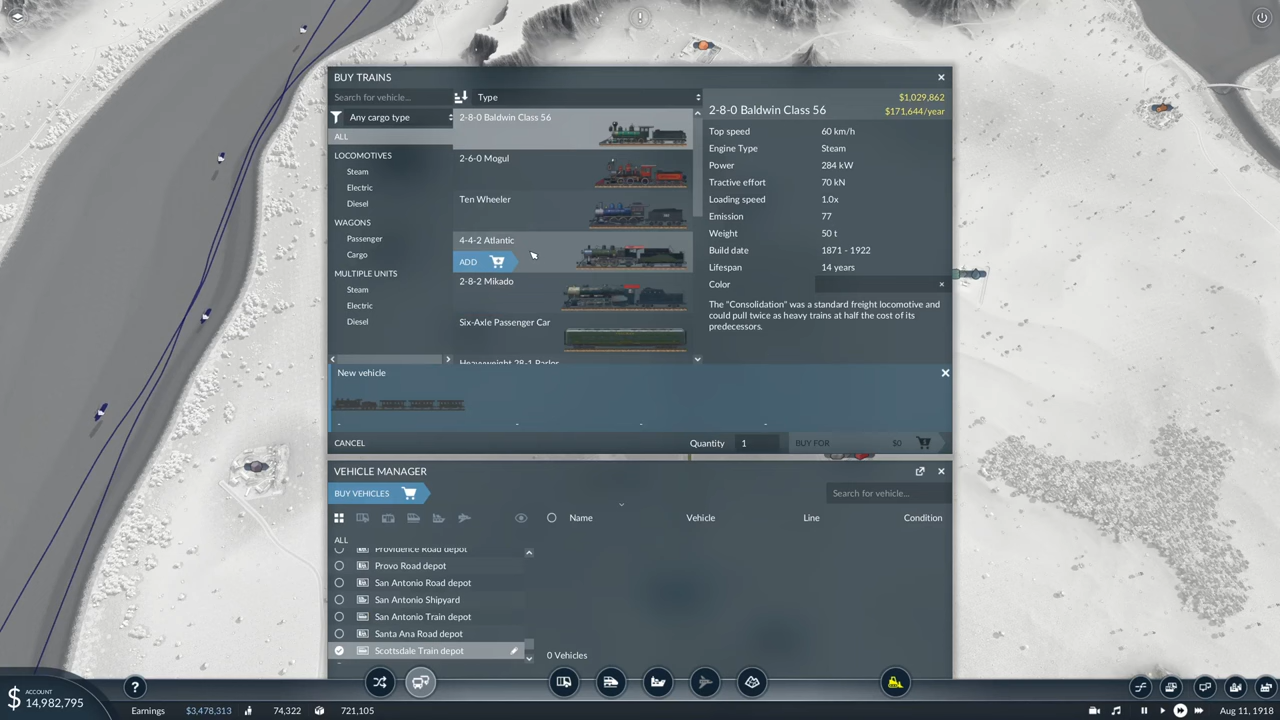 BUY TRAINS
Search for vehicle...
Type
Any cargo type
ALL
LOCOMOTIVES
Steam
Electric
Diesel
WAGONS
Passenger
Cargo
MULTIPLE UNITS
Steam
Electric
Diesel
2-8-0 Baldwin Class 56
2-6-0 Mogul
Ten Wheeler
4-4-2 Atlantic
ADD
2-8-2 Mikado
Six-Axle Passenger Car
Heavyweight 28-1 Parlor
$1,029,862
2-8-0 Baldwin Class 56
$171,644/year
Top speed 60 km/h
Engine Type Steam
Power 284 kW
Tractive effort 70 kN
Loading speed 1.0x
Emission 77
Weight 50 t
Build date 1871 - 1922
Lifespan 14 years
Color
The "Consolidation" was a standard freight locomotive and
could pull twice as heavy trains at half the cost of its
predecessors.
New vehicle
- - - -
CANCEL
Quantity 1
BUY FOR $0
VEHICLE MANAGER
BUY VEHICLES
Search for vehicle...
Name Vehicle Line Condition
ALL
Providence Road depot
Provo Road depot
San Antonio Road depot
San Antonio Shipyard
San Antonio Train depot
Santa Ana Road depot
Scottsdale Train depot
0 Vehicles
$ ACCOUNT
14,982,795
?
Earnings $3,478,313 74,322 721,105
Aug 11, 1918